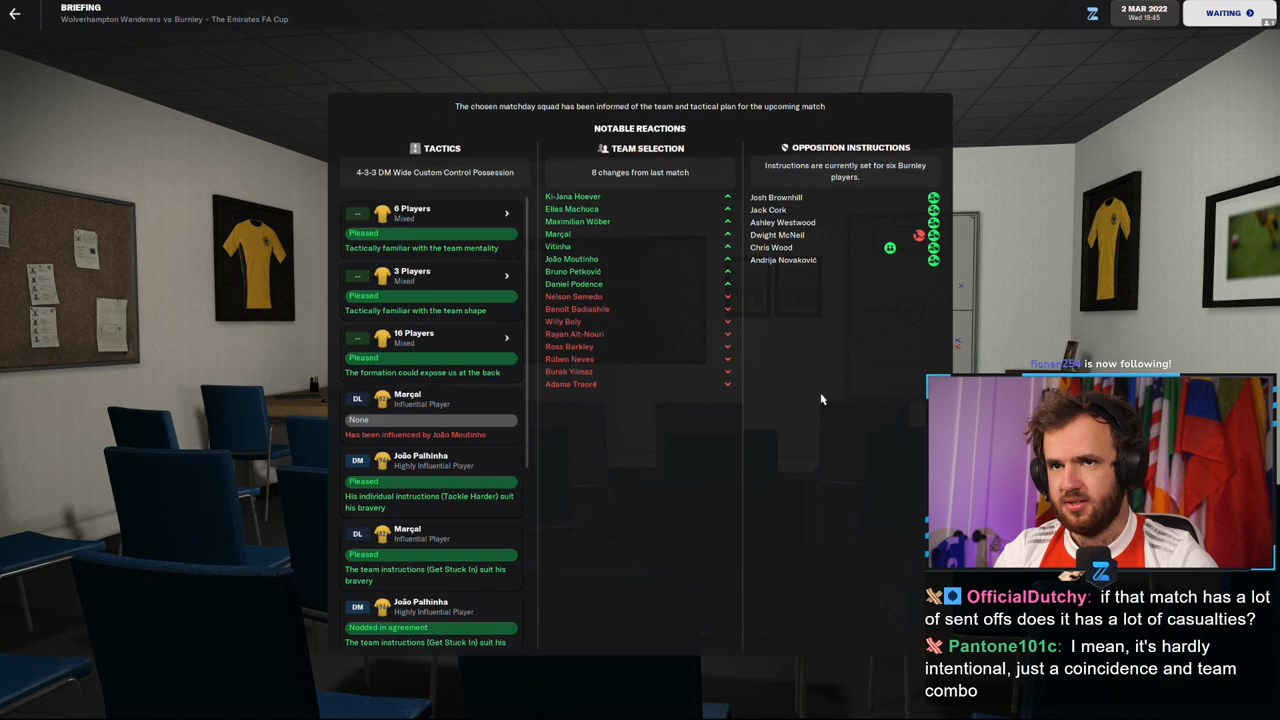 BRIEFING
Wolverhampton Wanderers vs Burnley - The Emirates FA Cup
2 MAR 2022
Wed 19:45
WAITING
The chosen matchday squad has been informed of the team and tactical plan for the upcoming match
NOTABLE REACTIONS
TACTICS
4-3-3 DM Wide Custom Control Possession
-- 6 Players
Mixed
Pleased
Tactically familiar with the team mentality
-- 3 Players
Mixed
Pleased
Tactically familiar with the team shape
-- 16 Players
Mixed
Pleased
The formation could expose us at the back
DL Marçal
Influential Player
None
Has been influenced by João Moutinho
DM João Palhinha
Highly Influential Player
Pleased
His individual instructions (Tackle Harder) suit
his bravery
DL Marçal
Influential Player
Pleased
The team instructions (Get Stuck In) suit his
bravery
DM João Palhinha
Highly Influential Player
Nodded in agreement
The team instructions (Get Stuck In) suit his
TEAM SELECTION
8 changes from last match
Ki-Jana Hoever
Elias Machuca
Maximilian Wöber
Marçal
Vitinha
João Moutinho
Bruno Petković
Daniel Podence
Nélson Semedo
Benoît Badiashile
Willy Boly
Rayan Aït-Nouri
Ross Barkley
Rúben Neves
Burak Yılmaz
Adama Traoré
OPPOSITION INSTRUCTIONS
Instructions are currently set for six Burnley
players.
Josh Brownhill
Jack Cork
Ashley Westwood
Dwight McNeil
Chris Wood
Andrija Novaković
fionan254 is now following!
OfficialDutchy: if that match has a lot
of sent offs does it has a lot of casualties?
Pantone101c: I mean, it's hardly
intentional, just a coincidence and team
combo